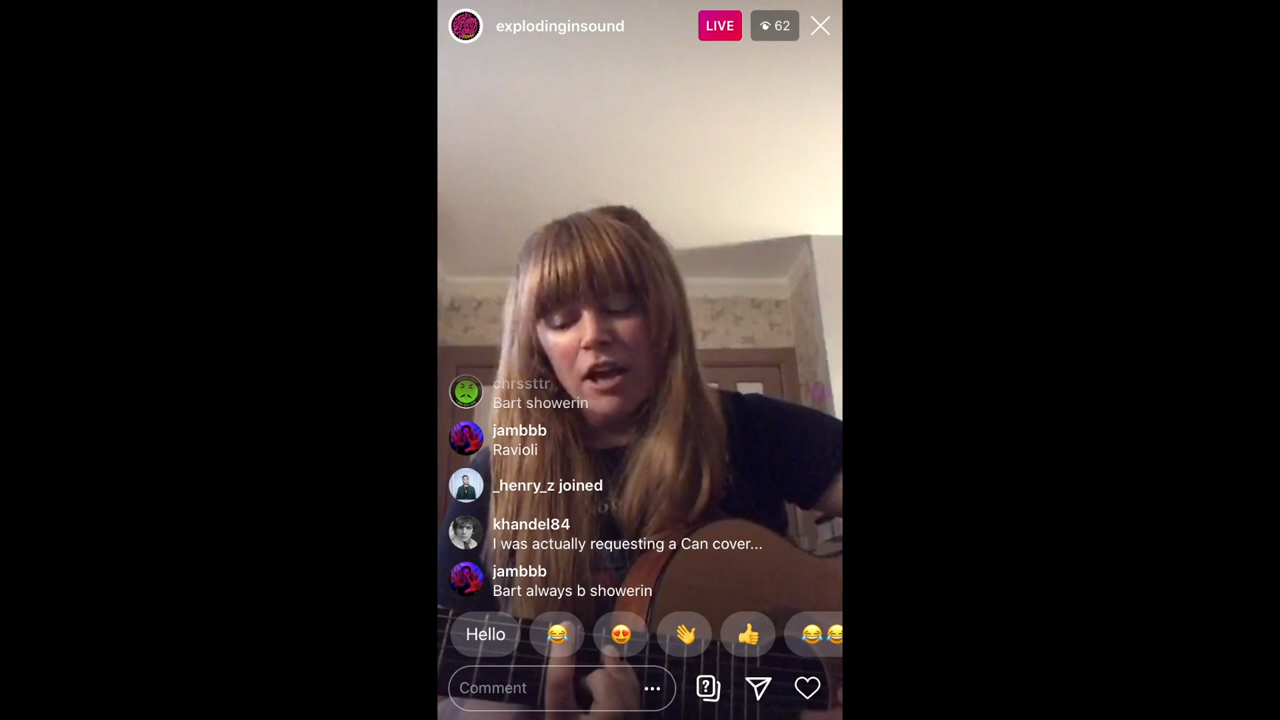 explodinginsound
LIVE
62
chrssttr
Bart showerin
jambbb
Ravioli
_henry_z joined
khandel84
I was actually requesting a Can cover...
jambbb
Bart always b showerin
Hello
Comment